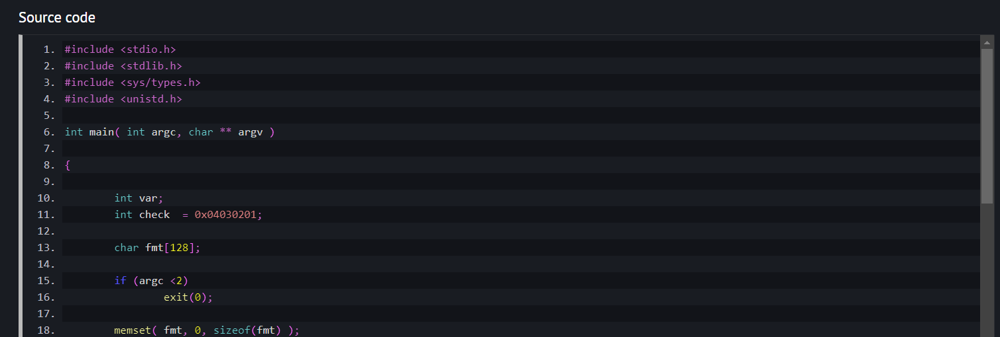 Source code
1. #include <stdio.h>
2. #include <stdlib.h>
3. #include <sys/types.h>
4. #include <unistd.h>
5.
6. int main( int argc, char ** argv )
7.
8. {
9.
10.         int var;
11.         int check  = 0x04030201;
12.
13.         char fmt[128];
14.
15.         if (argc <2)
16.                 exit(0);
17.
18.         memset( fmt, 0, sizeof(fmt) );